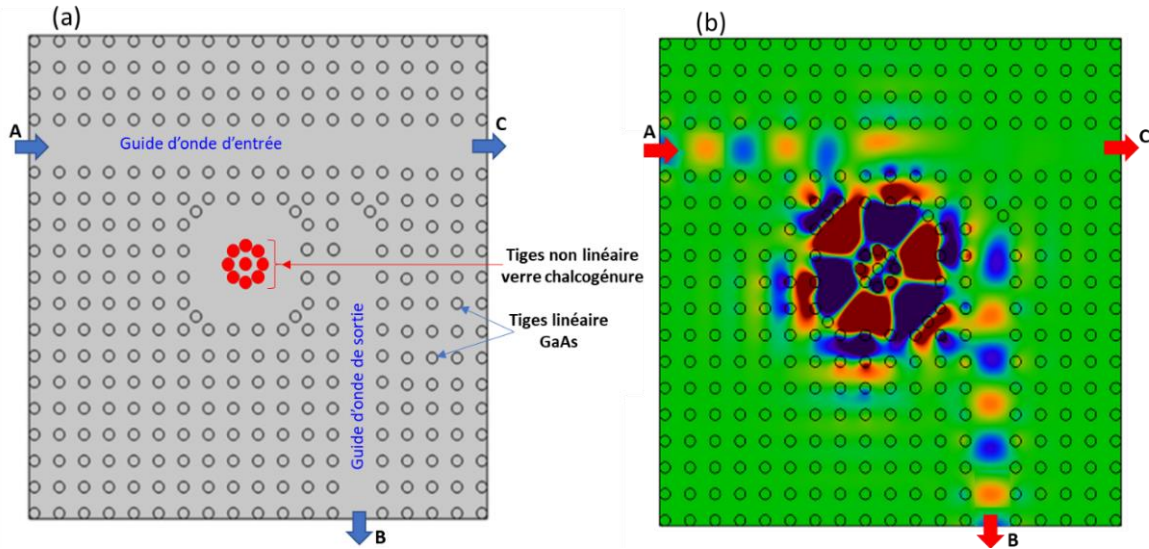 (a)
A
C
Guide d'onde d'entrée
Tiges non linéaire
verre chalcogénure
Tiges linéaire
GaAs
Guide d'onde de sortie
B
(b)
A
C
B